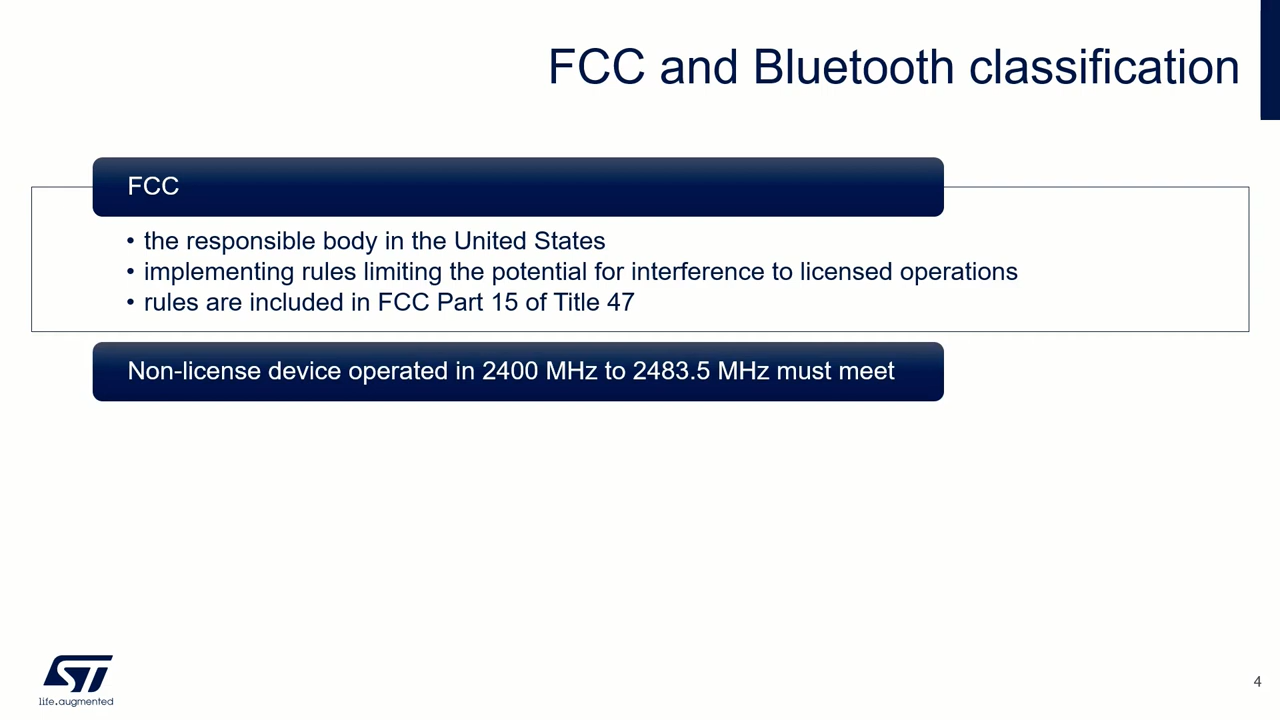 FCC and Bluetooth classification
FCC
• the responsible body in the United States
• implementing rules limiting the potential for interference to licensed operations
• rules are included in FCC Part 15 of Title 47
Non-license device operated in 2400 MHz to 2483.5 MHz must meet
ST
life.augmented
4